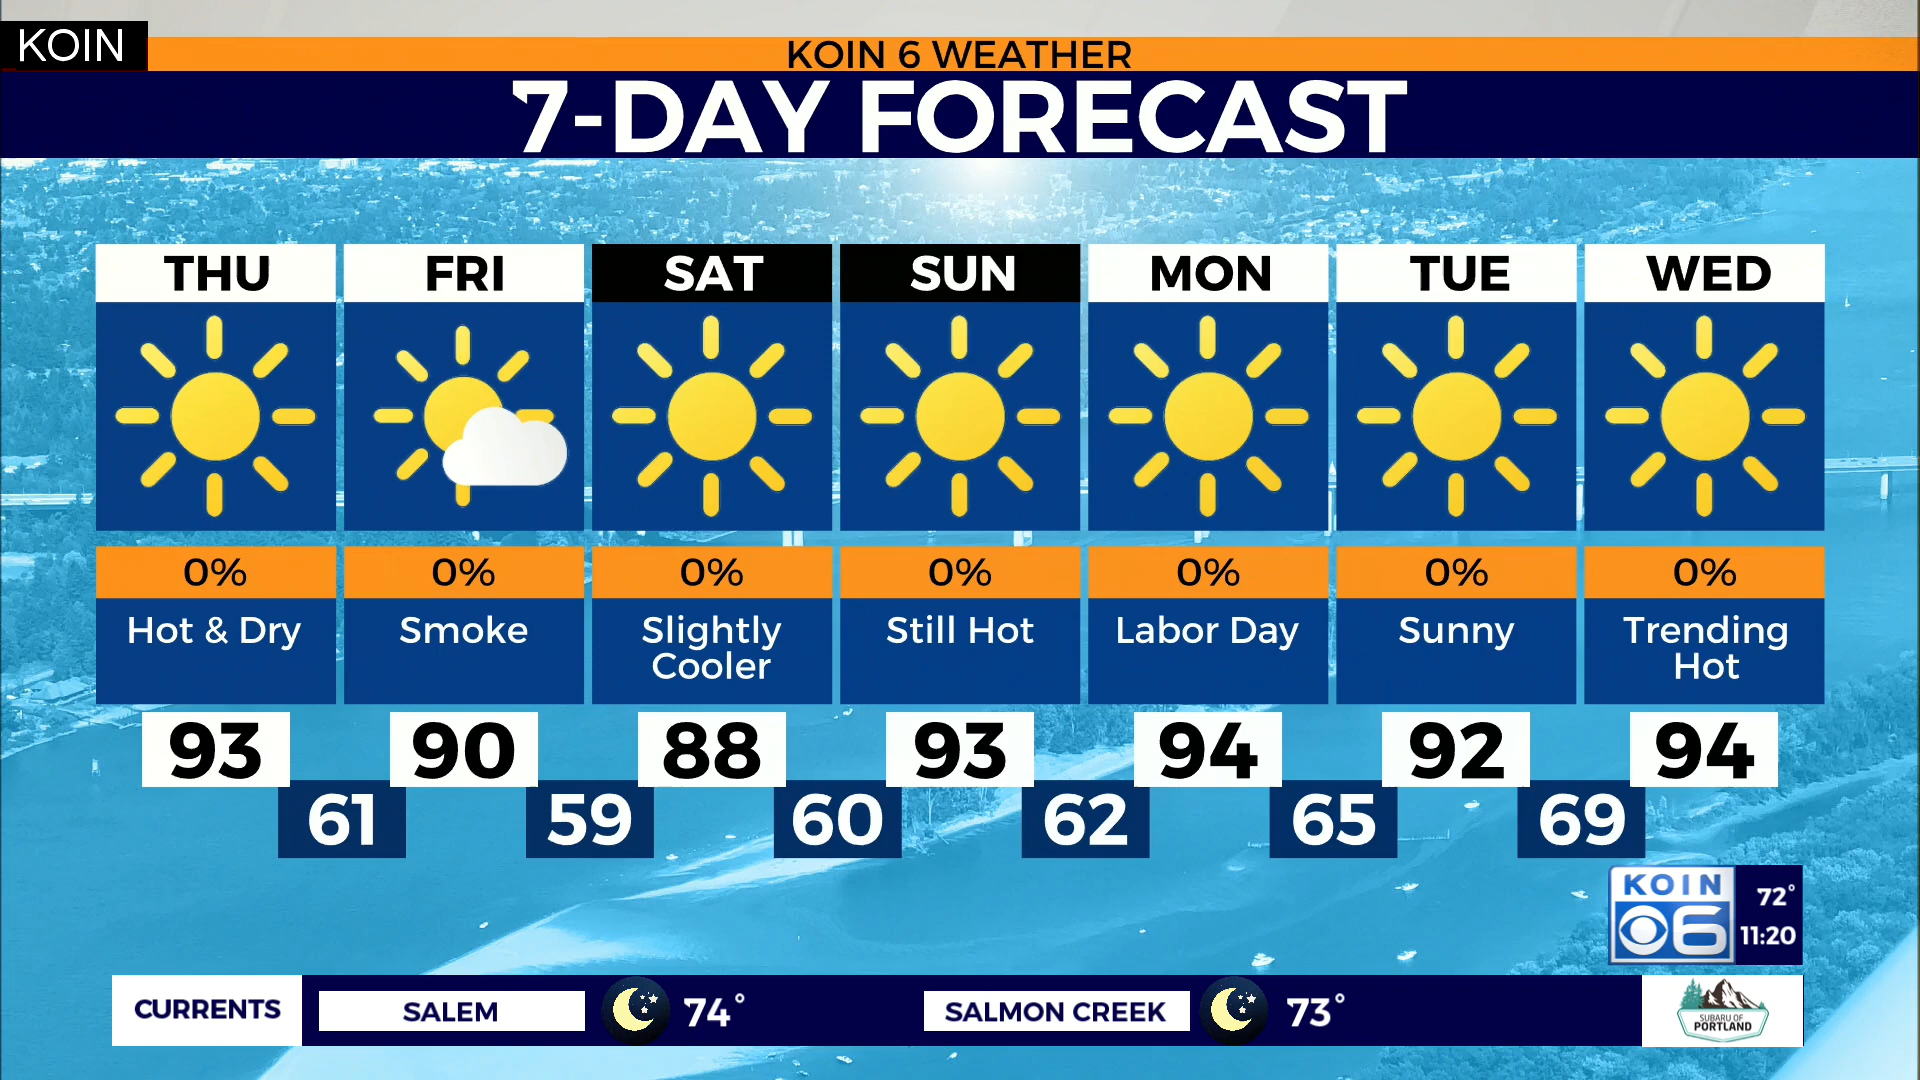 KOIN
KOIN 6 WEATHER
7-DAY FORECAST
THU FRI SAT SUN MON TUE WED
0% 0% 0% 0% 0% 0% 0%
Hot & Dry
Smoke
Slightly
Cooler
Still Hot
Labor Day
Sunny
Trending
Hot
93 90 88 93 94 92 94
61 59 60 62 65 69
KOIN
6
72°
11:20
CURRENTS
SALEM 74°
SALMON CREEK 73°
SUBARU OF
PORTLAND